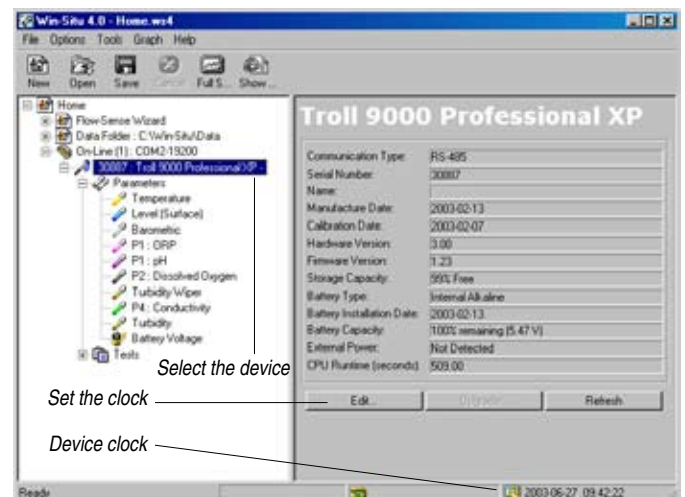 Win-Situ 4.0 - Home.ws4
File Options Tools Graph Help
New Open Save Cancel Full S... Show...
Home
Flow-Sense Wizard
Data Folder : C:\Win-Situ\Data
On-Line (1) : COM2-19200
30807 : Troll 9000 Professional XP -
Parameters
Temperature
Level (Surface)
Barometric
P1 : ORP
P1 : pH
P2 : Dissolved Oxygen
Turbidity Wiper
P4 : Conductivity
Turbidity
Battery Voltage
Tests
Select the device
Set the clock
Device clock
Troll 9000 Professional XP
Communication Type: RS-485
Serial Number: 30807
Name:
Manufacture Date: 2003-02-13
Calibration Date: 2003-02-07
Hardware Version: 3.00
Firmware Version: 1.23
Storage Capacity: 99% Free
Battery Type: Internal Alkaline
Battery Installation Date: 2003-02-13
Battery Capacity: 100% remaining (5.47 V)
External Power: Not Detected
CPU Runtime (seconds): 509.00
Edit... Upgrade... Refresh
Ready
2003-06-27 09:42:22